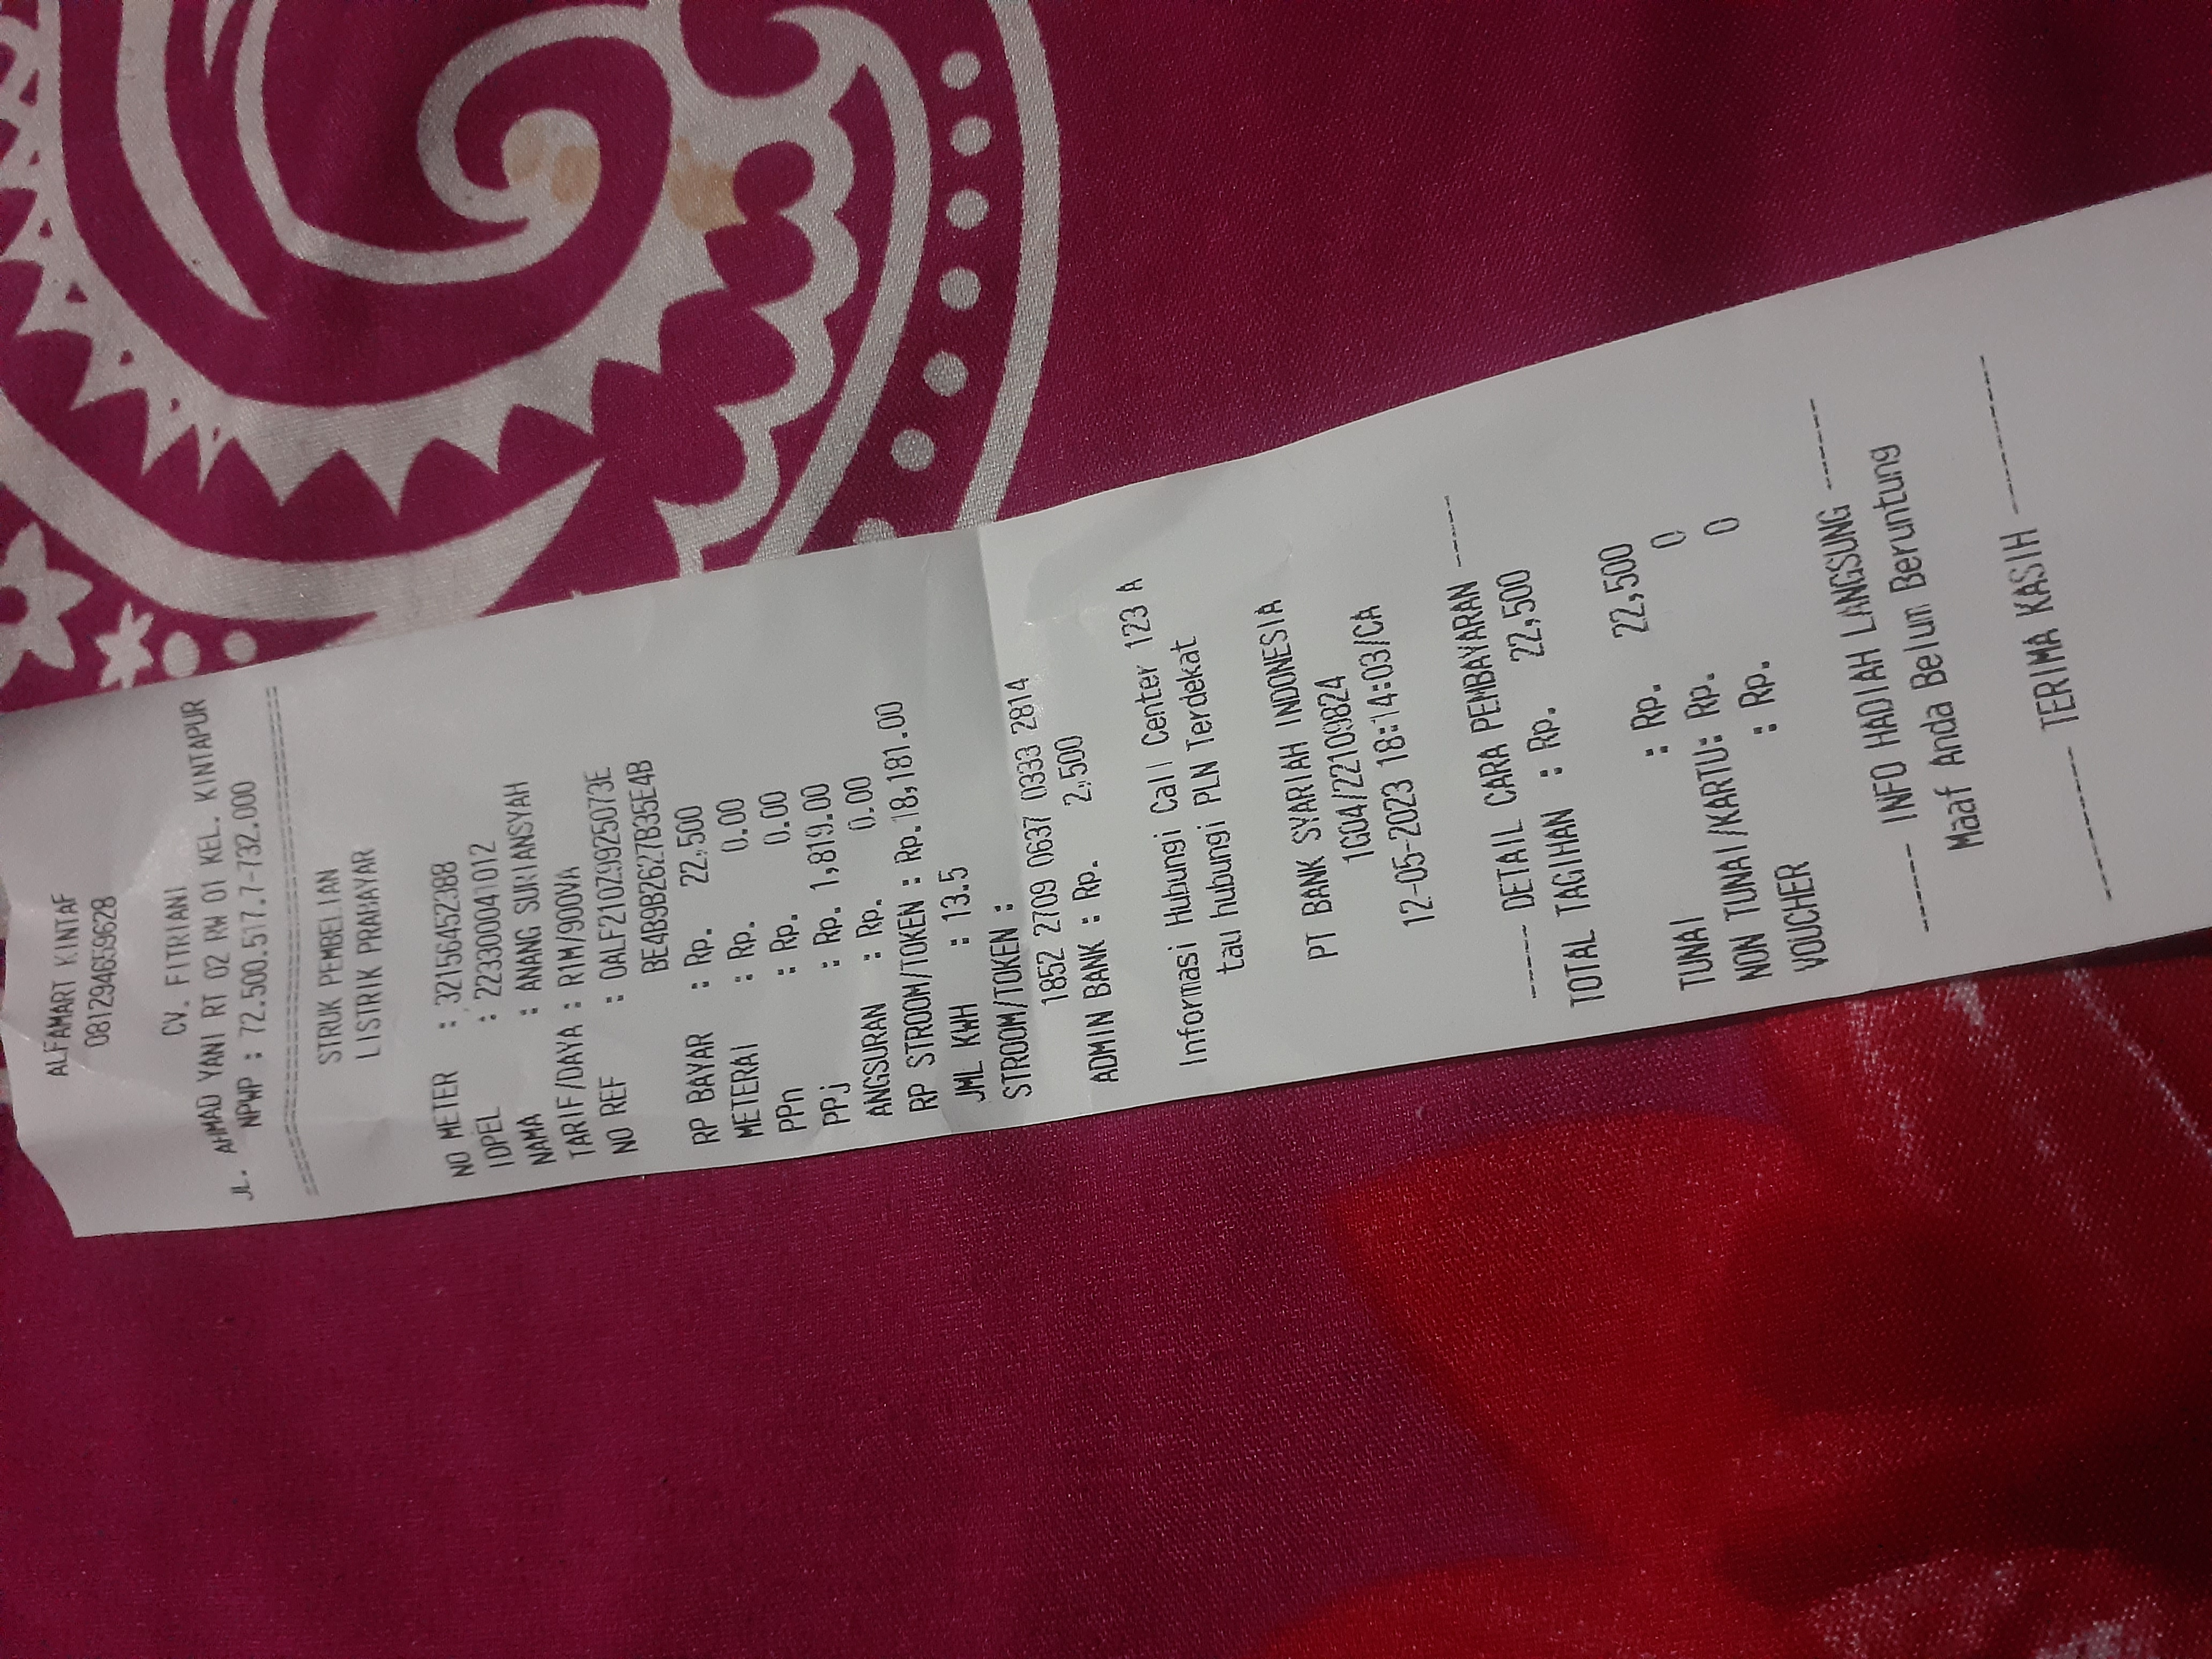 ALFAMART KINTAF
081294659628
CV. FITRIANI
JL. AHMAD YANI RT 02 RW 01 KEL. KINTAPUR
NPWP : 72.500.517.7-732.000
STRUK PEMBELIAN
LISTRIK PRABAYAR
NO METER : 32156452388
IDPEL : 223300041012
NAMA : ANANG SURIANSYAH
TARIF/DAYA : R1M/900VA
NO REF : 0ALF210Z9925073E
BE4B9B2627B35E4B
RP BAYAR : Rp. 22,500
METERAI : Rp. 0.00
PPn : Rp. 0.00
PPj : Rp. 1,819.00
ANGSURAN : Rp. 0.00
RP STROOM/TOKEN : Rp.18,181.00
JML KWH : 13.5
STROOM/TOKEN :
1852 2709 0637 0333 2814
ADMIN BANK : Rp. 2,500
Informasi Hubungi Call Center 123 A
tau hubungi PLN Terdekat
PT BANK SYARIAH INDONESIA
1G04/22109824
12-05-2023 18:14:03/CA
----- DETAIL CARA PEMBAYARAN -----
TOTAL TAGIHAN : Rp. 22,500
TUNAI : Rp. 22,500
NON TUNAI/KARTU: Rp. 0
VOUCHER : Rp. 0
----- INFO HADIAH LANGSUNG -----
Maaf Anda Belum Beruntung
---------- TERIMA KASIH ----------